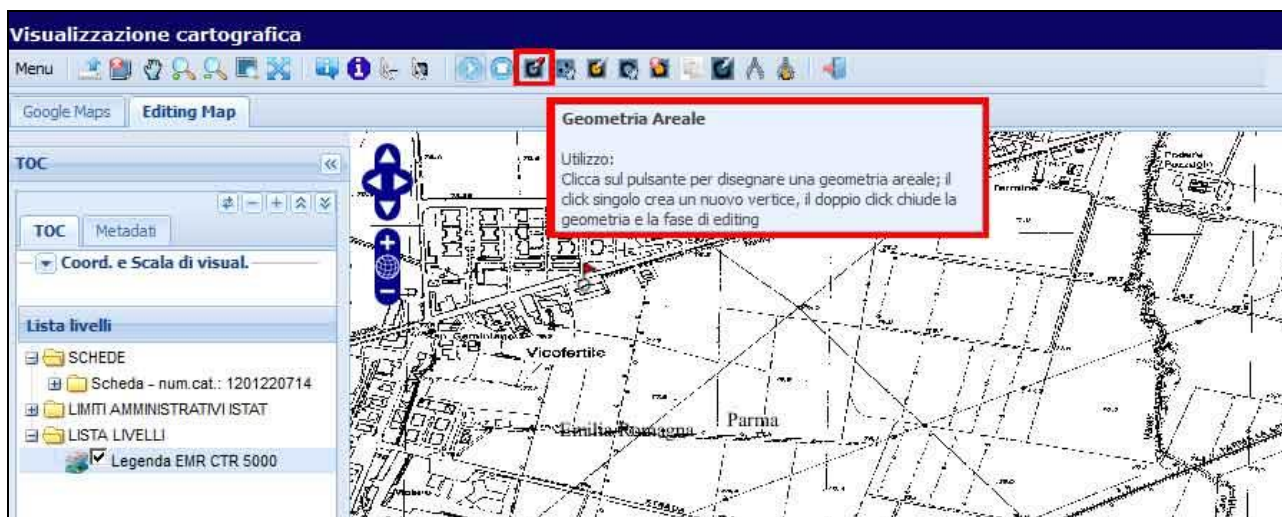 Visualizzazione cartografica
Menu
Google Maps
Editing Map
Geometria Areale
Utilizzo:
Clicca sul pulsante per disegnare una geometria areale; il
click singolo crea un nuovo vertice, il doppio click chiude la
geometria e la fase di editing
TOC
TOC
Metadati
Coord. e Scala di visual.
Lista livelli
SCHEDE
Scheda - num.cat.: 1201220714
LIMITI AMMINISTRATIVI ISTAT
LISTA LIVELLI
Legenda EMR CTR 5000
Vicofertile
Emilia Romagna
Parma